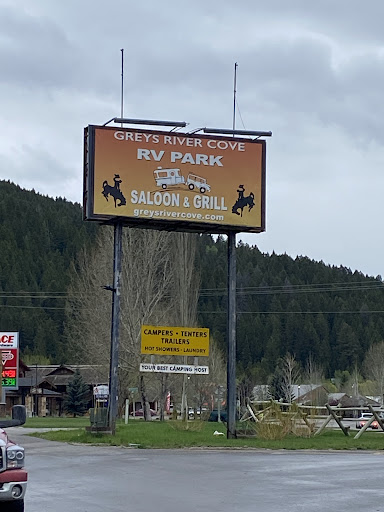 GREYS RIVER COVE
RV PARK
SALOON & GRILL
greysrivercove.com
CAMPERS • TENTERS
TRAILERS
HOT SHOWERS • LAUNDRY
YOUR BEST CAMPING HOST